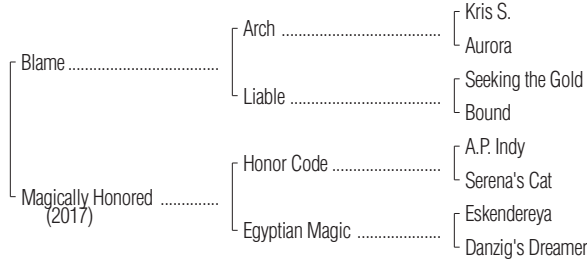 Kris S.
Arch ................................
Aurora
Blame ..............................
Seeking the Gold
Liable ..............................
Bound
A.P. Indy
Honor Code .....................
Serena's Cat
Magically Honored ............
(2017)
Eskendereya
Egyptian Magic ................
Danzig's Dreamer